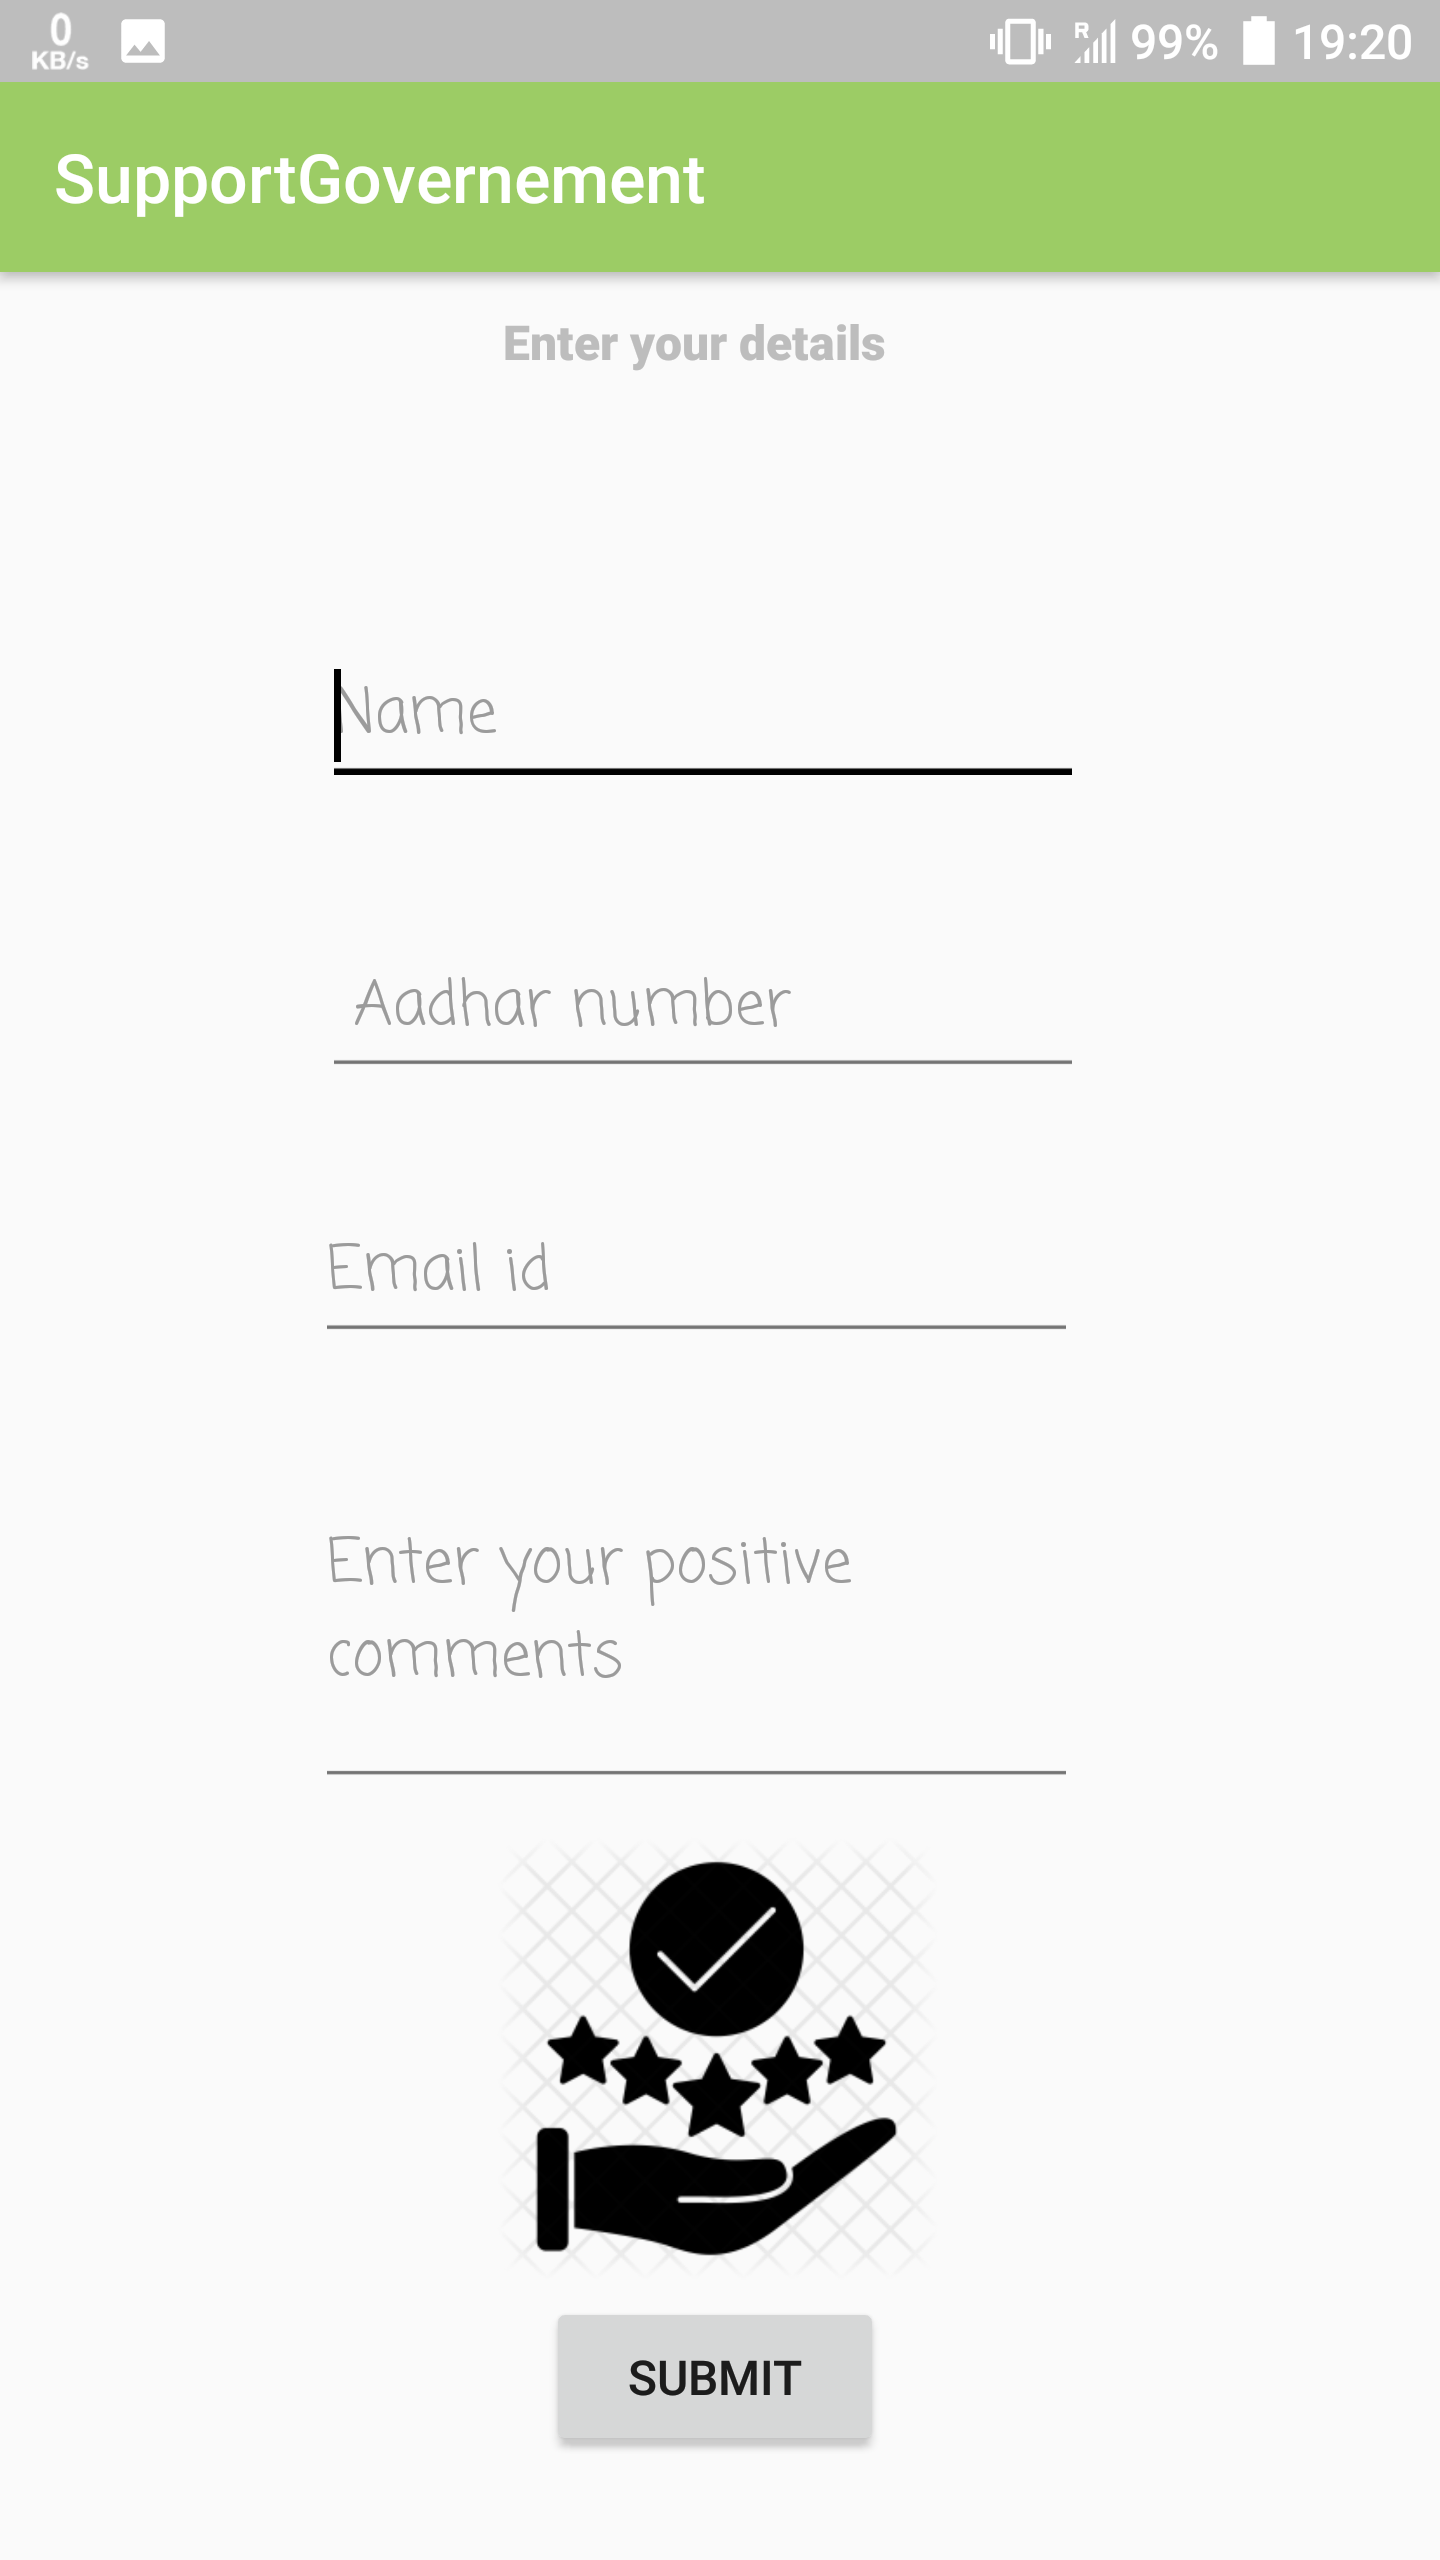 0
KB/s
R
99%
19:20
SupportGovernement
Enter your details
Name
Aadhar number
Email id
Enter your positive
comments
SUBMIT